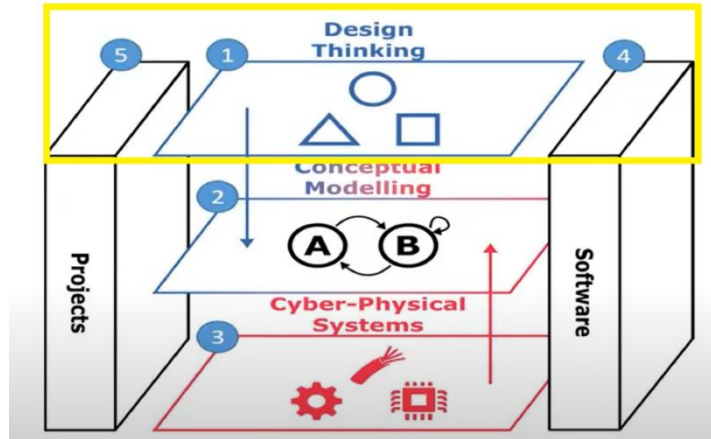 5
1
Design
Thinking
4
Conceptual
Modelling
2
A
B
Projects
Software
Cyber-Physical
Systems
3